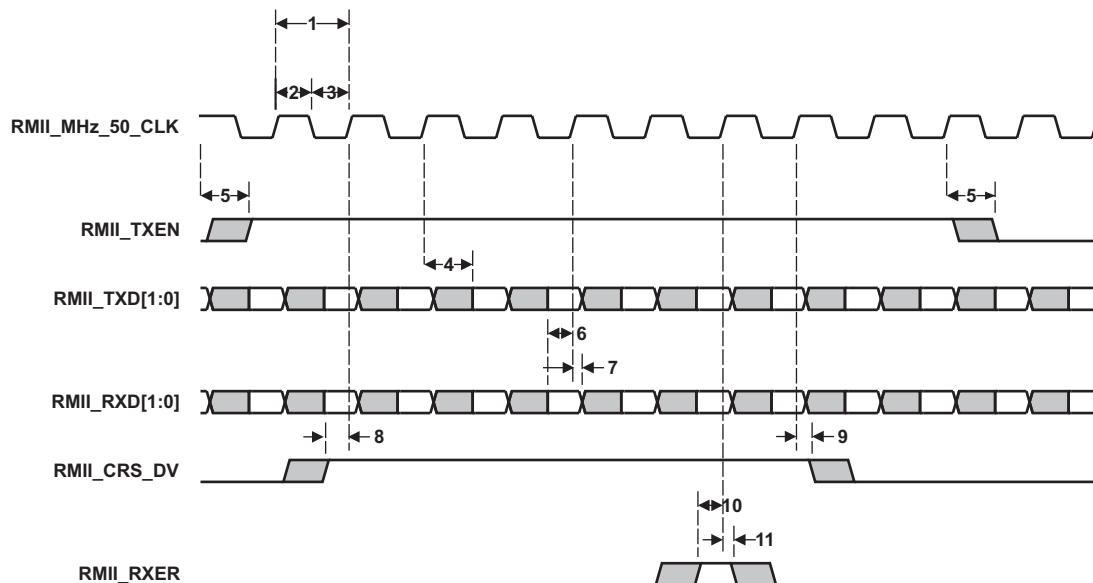 1
2 3
RMII_MHz_50_CLK
5 5
RMII_TXEN
4
RMII_TXD[1:0]
6
7
RMII_RXD[1:0]
8 9
RMII_CRS_DV
10
11
RMII_RXER